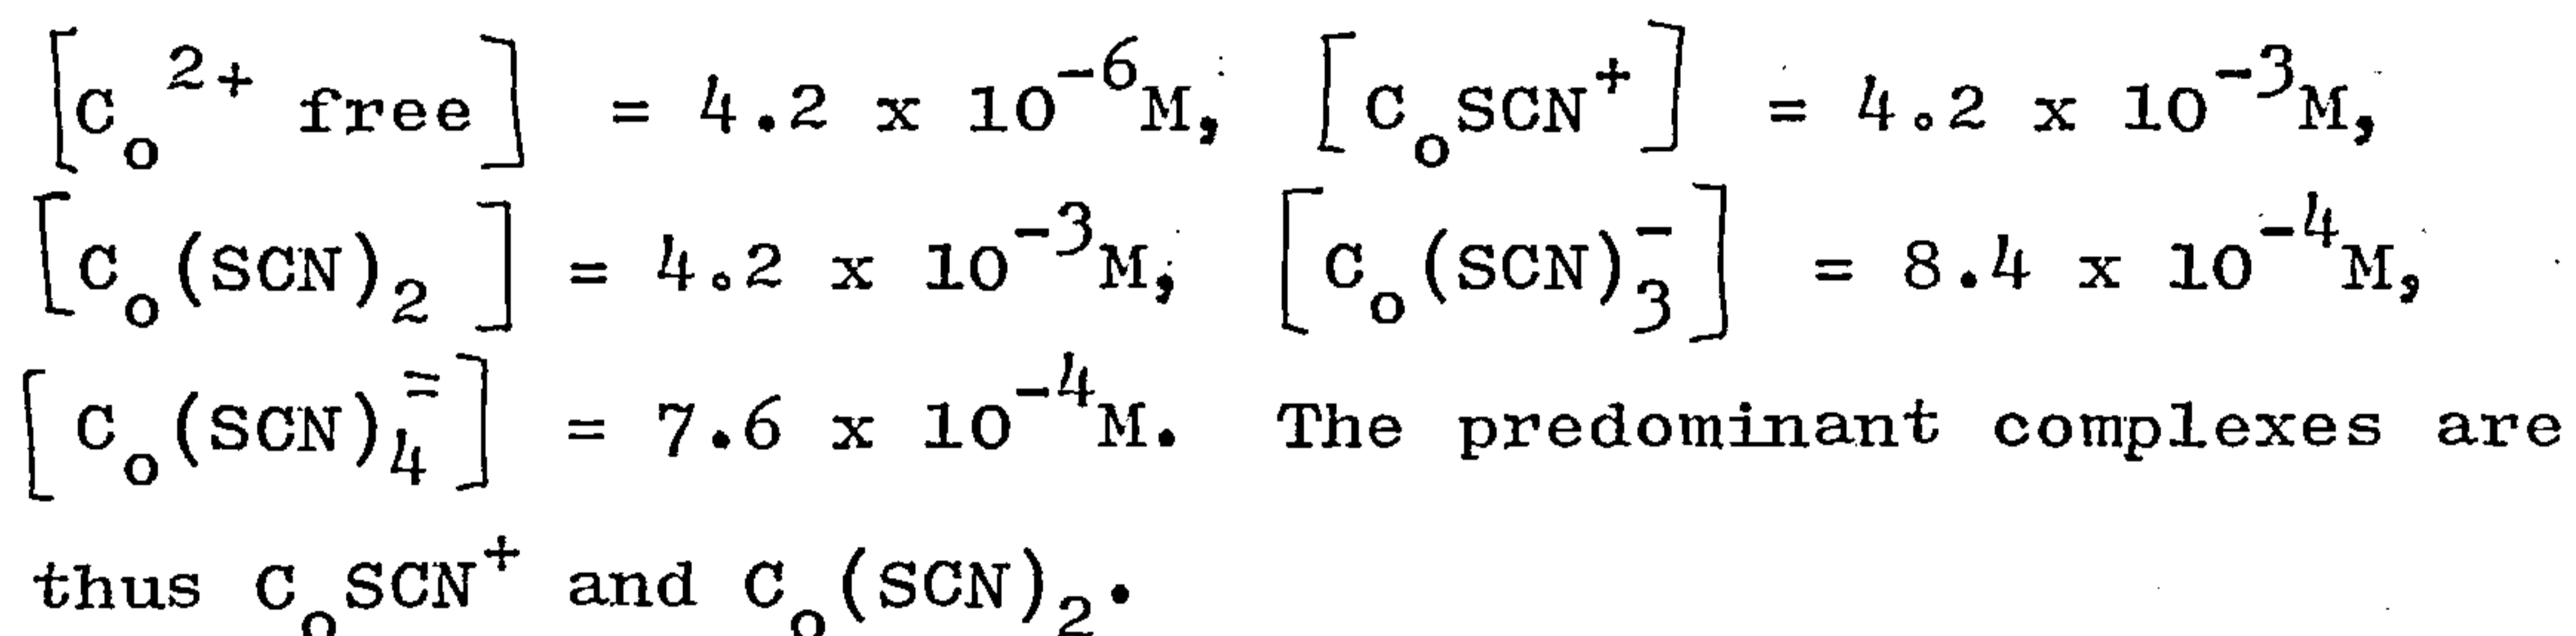 [Co²⁺ free] = 4.2 x 10⁻⁶M, [CoSCN⁺] = 4.2 x 10⁻³M,
[Co(SCN)₂] = 4.2 x 10⁻³M, [Co(SCN)₃⁻] = 8.4 x 10⁻⁴M,
[Co(SCN)₄⁼] = 7.6 x 10⁻⁴M. The predominant complexes are
thus CoSCN⁺ and Co(SCN)₂.